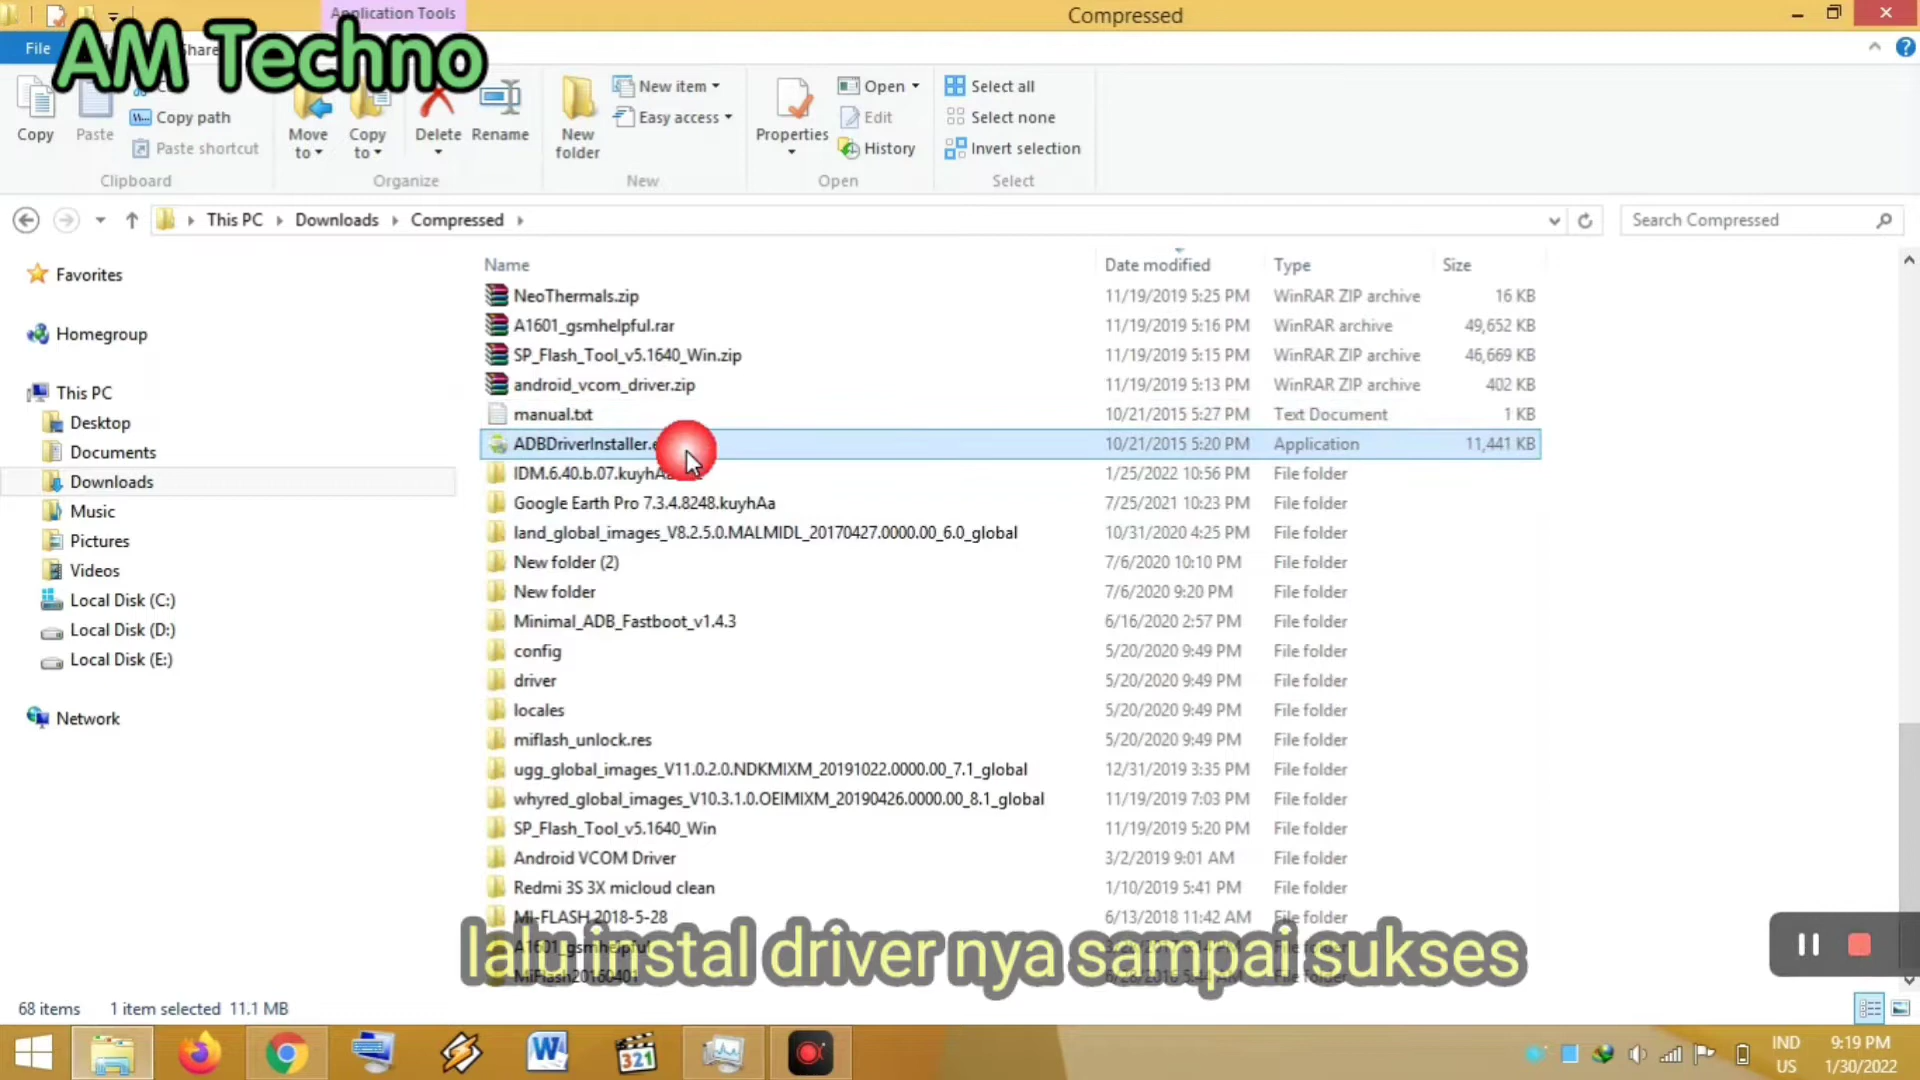 Application Tools
Compressed
AM Techno
File
Share
Copy
Paste
Copy path
Paste shortcut
Clipboard
Move to
Copy to
Delete
Rename
Organize
New folder
New item
Easy access
New
Properties
Open
Edit
History
Open
Select all
Select none
Invert selection
Select
This PC
Downloads
Compressed
Search Compressed
Favorites
Homegroup
This PC
Desktop
Documents
Downloads
Music
Pictures
Videos
Local Disk (C:)
Local Disk (D:)
Local Disk (E:)
Network
Name Date modified Type Size
NeoThermals.zip 11/19/2019 5:25 PM WinRAR ZIP archive 16 KB
A1601_gsmhelpful.rar 11/19/2019 5:16 PM WinRAR archive 49,652 KB
SP_Flash_Tool_v5.1640_Win.zip 11/19/2019 5:15 PM WinRAR ZIP archive 46,669 KB
android_vcom_driver.zip 11/19/2019 5:13 PM WinRAR ZIP archive 402 KB
manual.txt 10/21/2015 5:27 PM Text Document 1 KB
ADBDriverInstaller.e 10/21/2015 5:20 PM Application 11,441 KB
IDM.6.40.b.07.kuyhA 1/25/2022 10:56 PM File folder
Google Earth Pro 7.3.4.8248.kuyhAa 7/25/2021 10:23 PM File folder
land_global_images_V8.2.5.0.MALMIDL_20170427.0000.00_6.0_global 10/31/2020 4:25 PM File folder
New folder (2) 7/6/2020 10:10 PM File folder
New folder 7/6/2020 9:20 PM File folder
Minimal_ADB_Fastboot_v1.4.3 6/16/2020 2:57 PM File folder
config 5/20/2020 9:49 PM File folder
driver 5/20/2020 9:49 PM File folder
locales 5/20/2020 9:49 PM File folder
miflash_unlock.res 5/20/2020 9:49 PM File folder
ugg_global_images_V11.0.2.0.NDKMIXM_20191022.0000.00_7.1_global 12/31/2019 3:35 PM File folder
whyred_global_images_V10.3.1.0.OEIMIXM_20190426.0000.00_8.1_global 11/19/2019 7:03 PM File folder
SP_Flash_Tool_v5.1640_Win 11/19/2019 5:20 PM File folder
Android VCOM Driver 3/2/2019 9:01 AM File folder
Redmi 3S 3X micloud clean 1/10/2019 5:41 PM File folder
MI-FLASH 2018-5-28 6/13/2018 11:42 AM File folder
A1601_gsmhelpful
MiFlash20160401
lalu instal driver nya sampai sukses
68 items 1 item selected 11.1 MB
321
IND
US
9:19 PM
1/30/2022